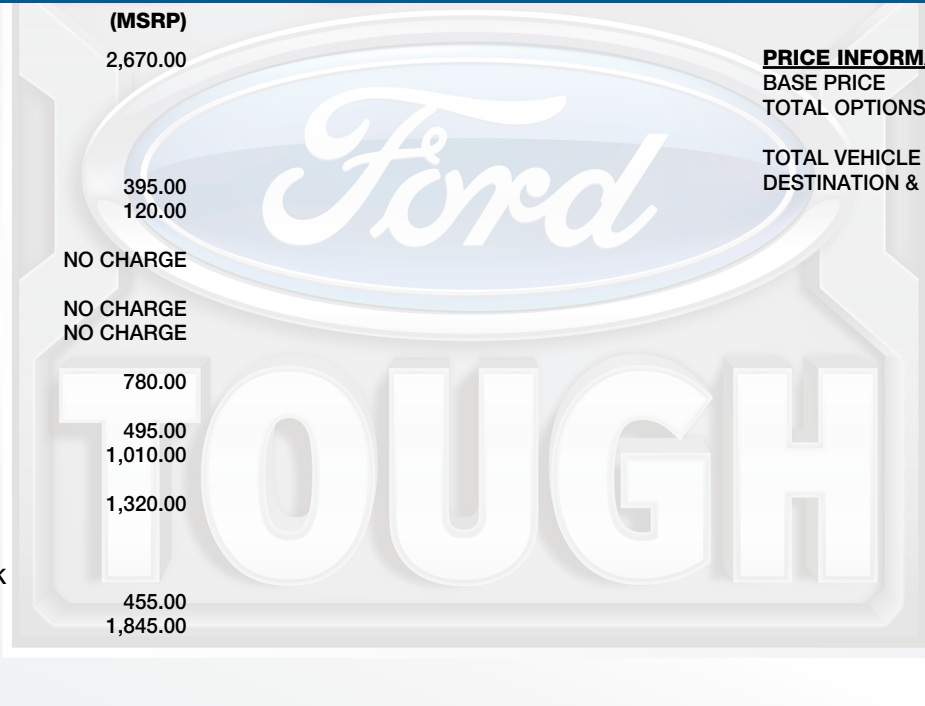 (MSRP)
2,670.00
395.00
120.00
NO CHARGE
NO CHARGE
NO CHARGE
780.00
495.00
1,010.00
1,320.00
K
455.00
1,845.00
PRICE INFORM
BASE PRICE
TOTAL OPTIONS
TOTAL VEHICLE
DESTINATION &
Ford
TOUGH